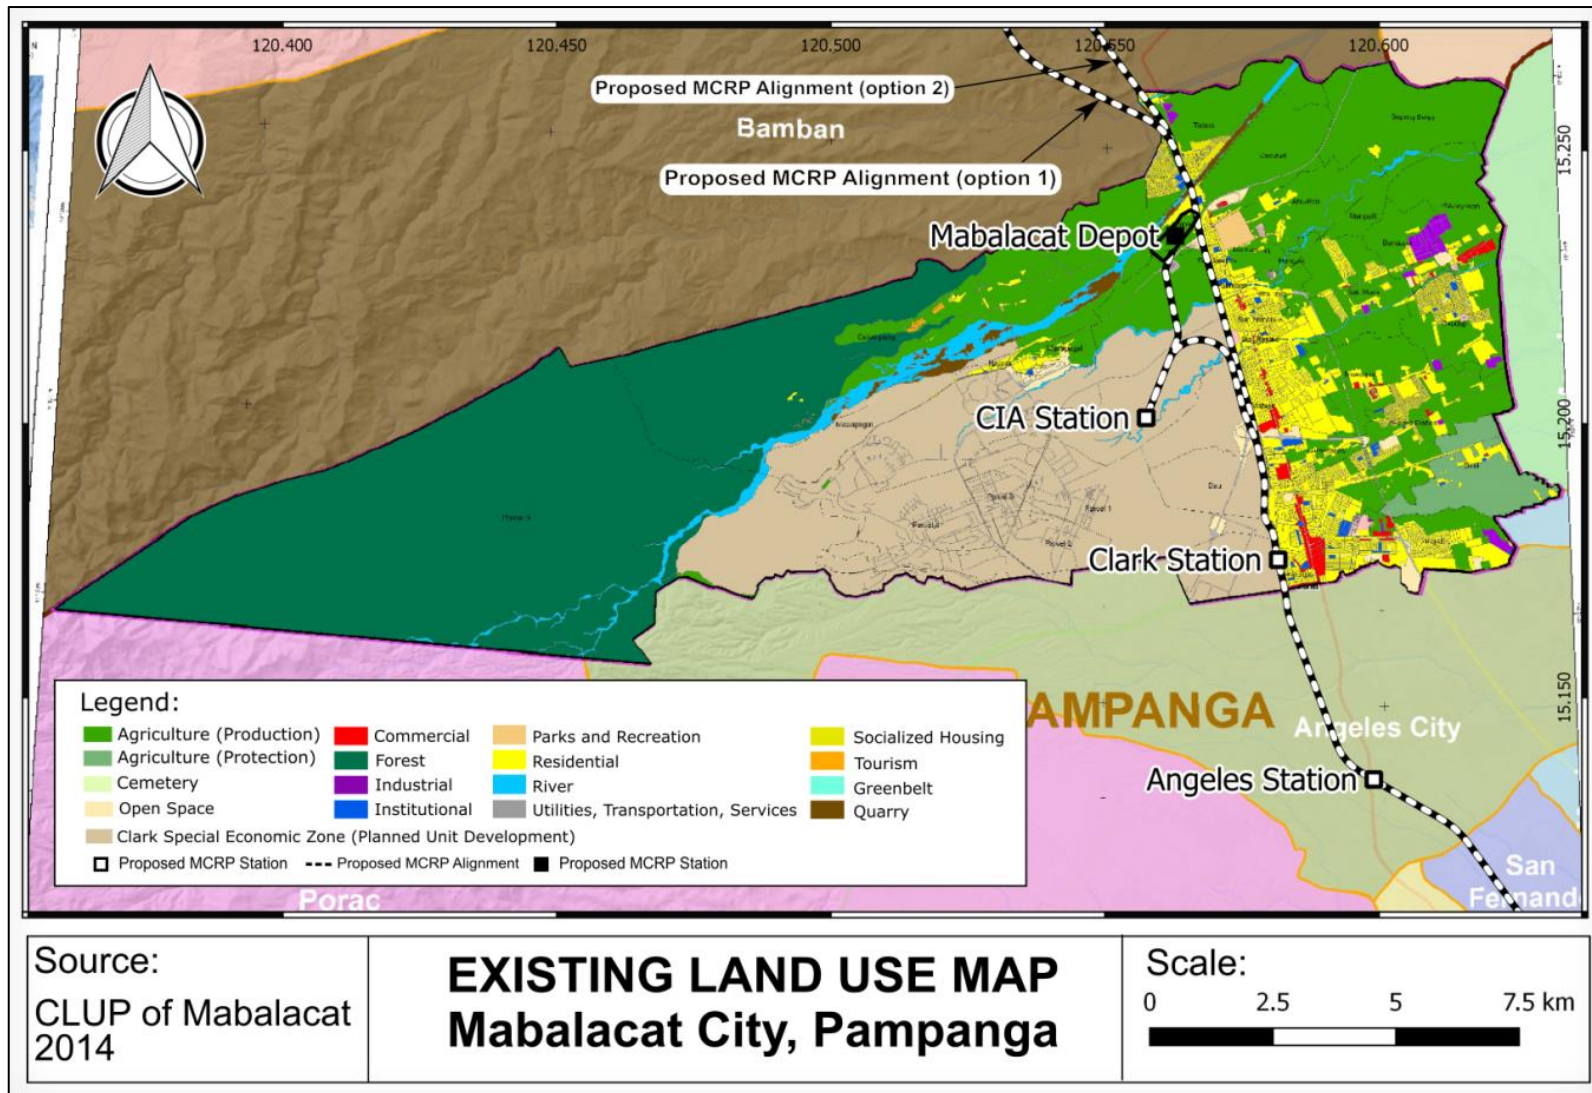 120.400
120.450
120.500
120.550
120.600
Proposed MCRP Alignment (option 2)
Bamban
Proposed MCRP Alignment (option 1)
15.250
Mabalacat Depot
CIA Station
15.200
Dau
Clark Station
15.150
AMPANGA
Angeles City
Angeles Station
San
Fernand
Porac
Legend:
Agriculture (Production)
Agriculture (Protection)
Cemetery
Open Space
Clark Special Economic Zone (Planned Unit Development)
Commercial
Forest
Industrial
Institutional
Parks and Recreation
Residential
River
Utilities, Transportation, Services
Socialized Housing
Tourism
Greenbelt
Quarry
Proposed MCRP Station
Proposed MCRP Alignment
Proposed MCRP Station
Source:
CLUP of Mabalacat
2014
EXISTING LAND USE MAP
Mabalacat City, Pampanga
Scale:
0 2.5 5 7.5 km